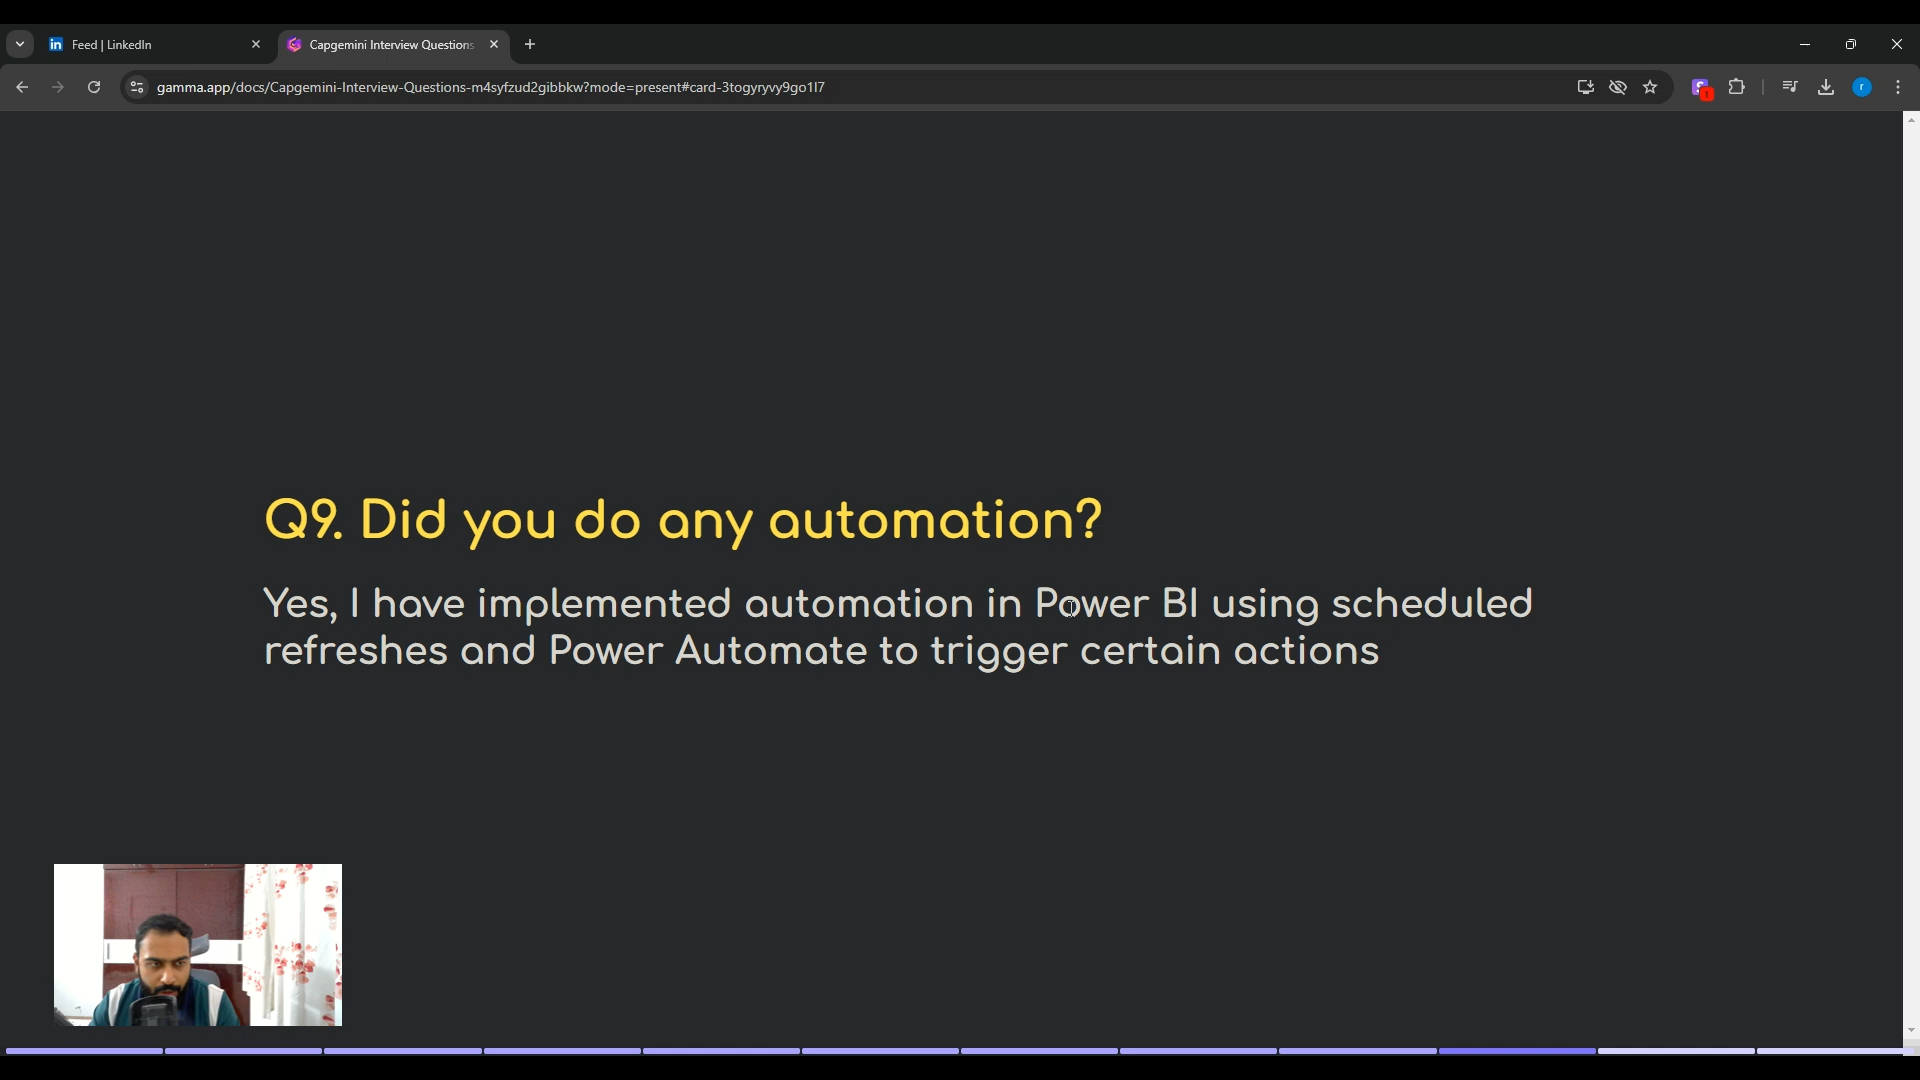 Feed | LinkedIn
Capgemini Interview Questions
gamma.app/docs/Capgemini-Interview-Questions-m4syfzud2gibbkw?mode=present#card-3togyryvy9go1l7
Q9. Did you do any automation?
Yes, I have implemented automation in Power BI using scheduled
refreshes and Power Automate to trigger certain actions